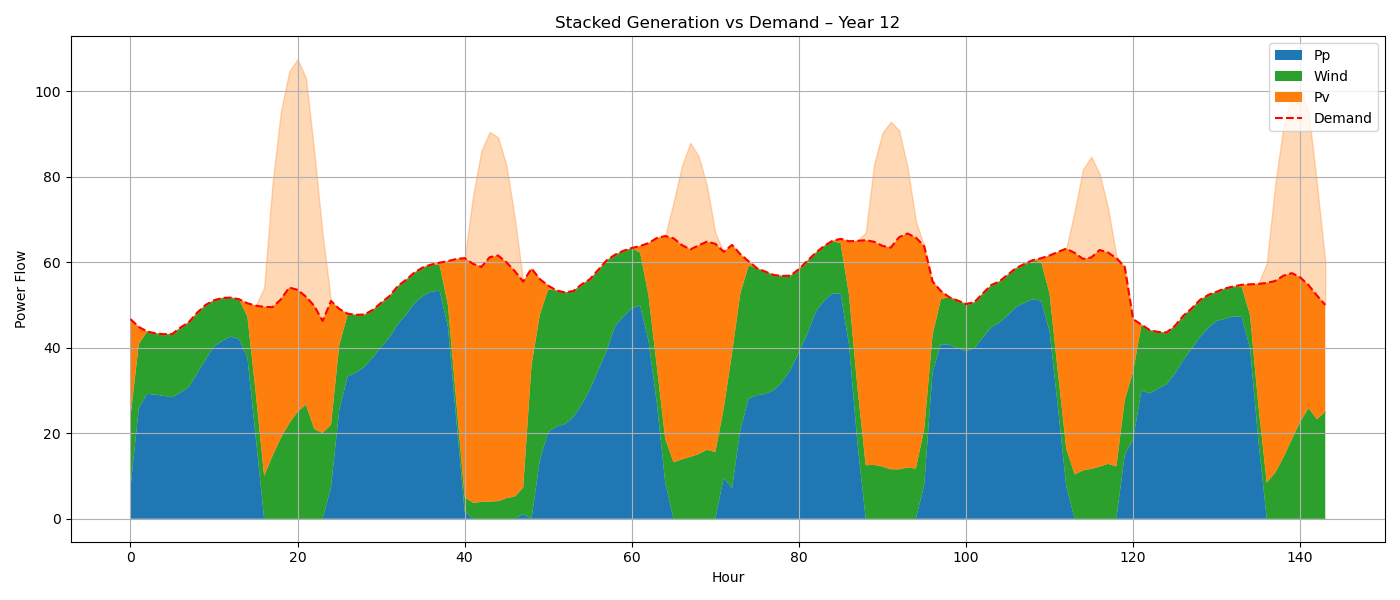 Stacked Generation vs Demand – Year 12
Power Flow
100
80
60
40
20
0
Pp
Wind
Pv
Demand
0 20 40 60 80 100 120 140
Hour